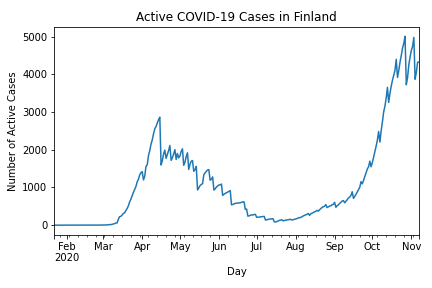 Active COVID-19 Cases in Finland
Number of Active Cases
5000
4000
3000
2000
1000
0
Feb Mar Apr May Jun Jul Aug Sep Oct Nov
2020
Day